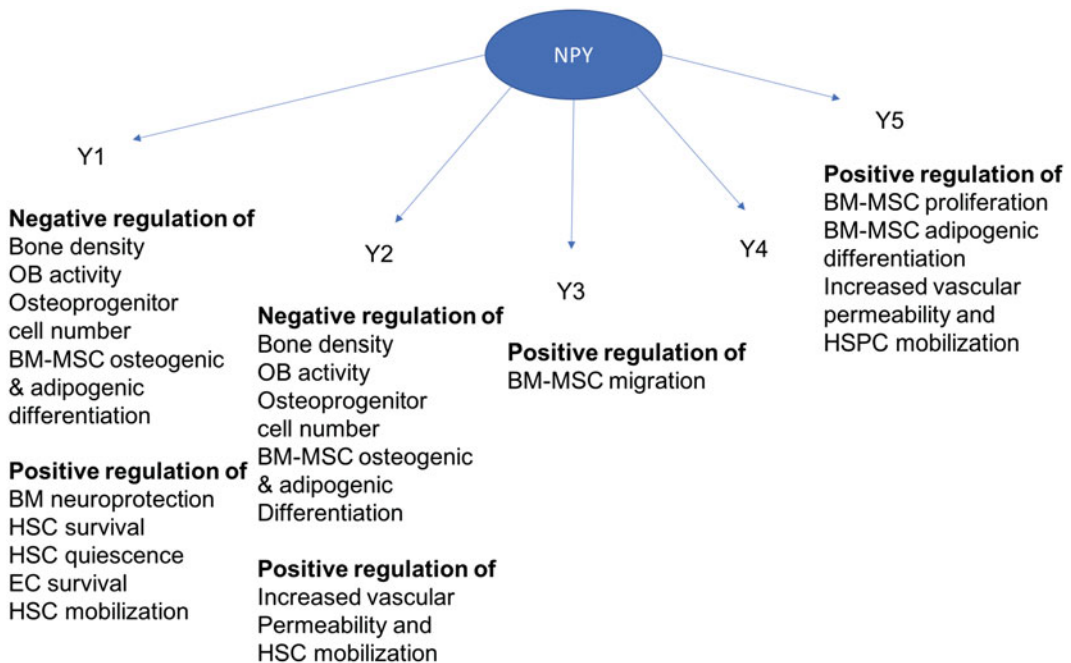 NPY
Y1
Negative regulation of
Bone density
OB activity
Osteoprogenitor
cell number
BM-MSC osteogenic
& adipogenic
differentiation
Positive regulation of
BM neuroprotection
HSC survival
HSC quiescence
EC survival
HSC mobilization
Y2
Negative regulation of
Bone density
OB activity
Osteoprogenitor
cell number
BM-MSC osteogenic
& adipogenic
Differentiation
Positive regulation of
Increased vascular
Permeability and
HSC mobilization
Y3
Positive regulation of
BM-MSC migration
Y4
Y5
Positive regulation of
BM-MSC proliferation
BM-MSC adipogenic
differentiation
Increased vascular
permeability and
HSPC mobilization